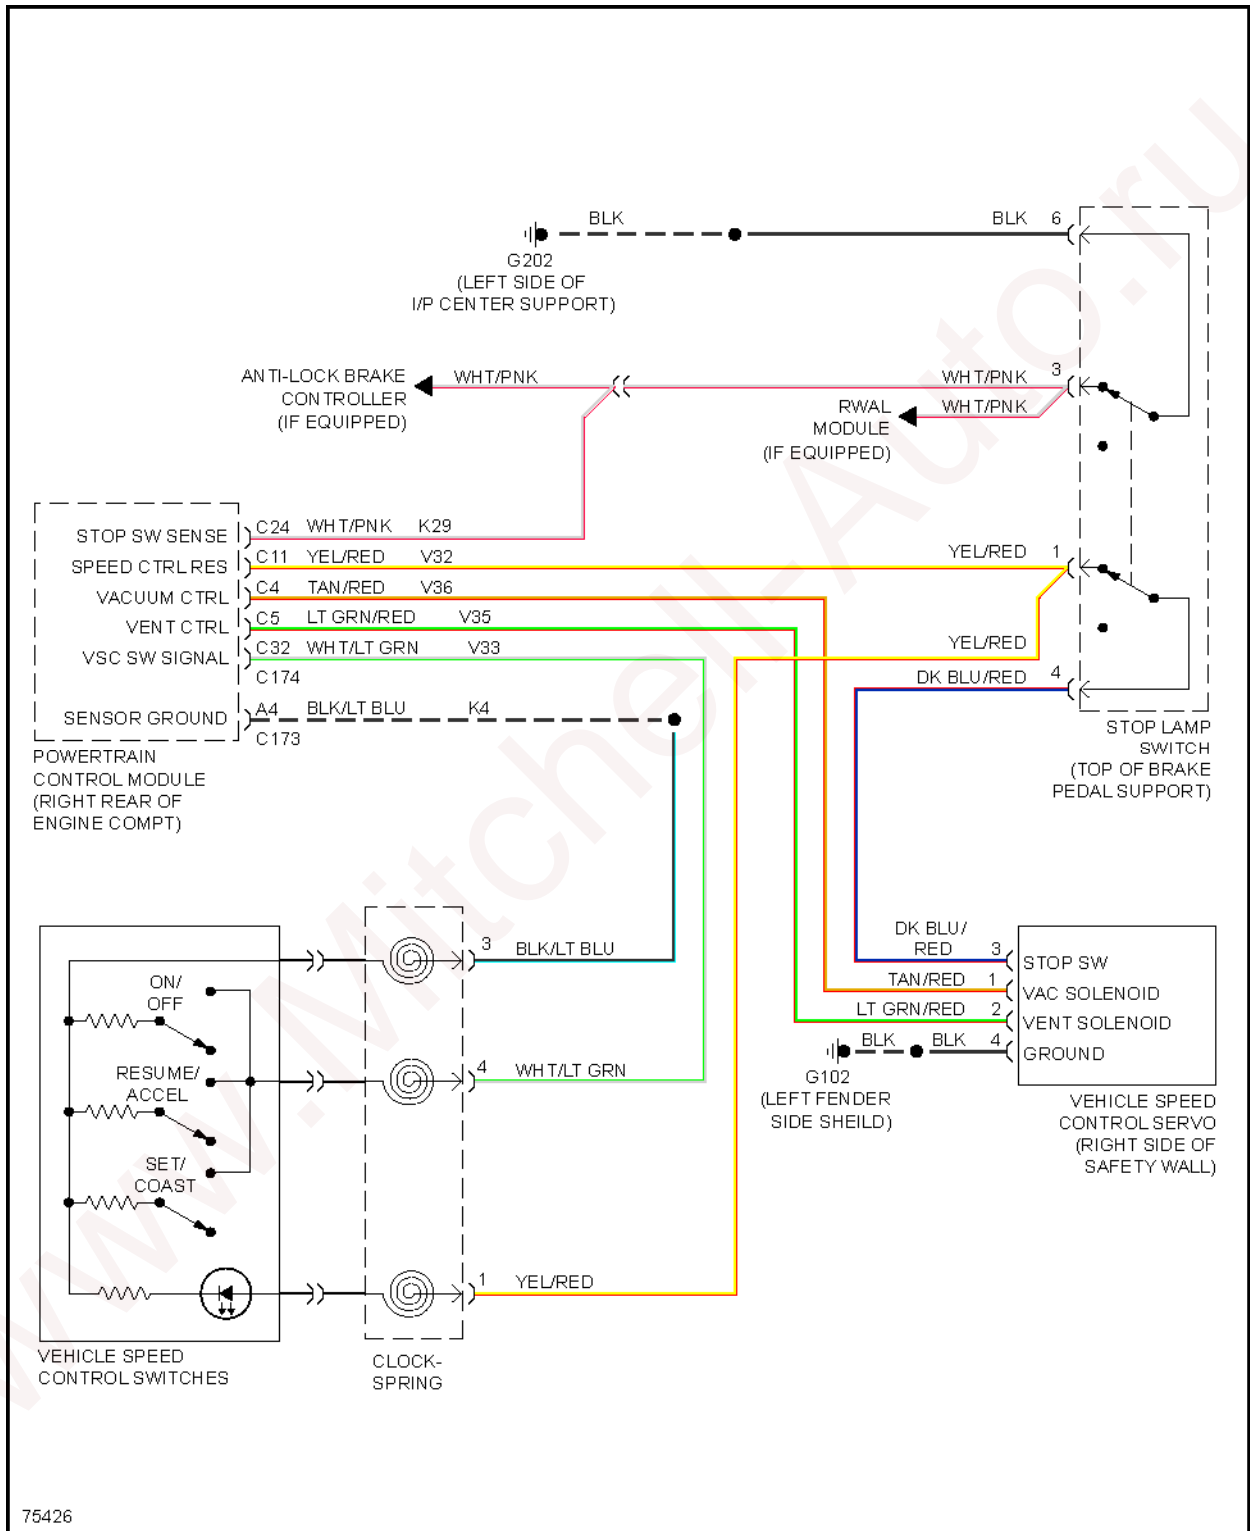 BLK
BLK 6
G202
(LEFT SIDE OF
I/P CENTER SUPPORT)
ANTI-LOCK BRAKE
CONTROLLER
(IF EQUIPPED)
WHT/PNK
WHT/PNK 3
RWAL
MODULE
(IF EQUIPPED)
WHT/PNK
STOP SW SENSE C24 WHT/PNK K29
SPEED CTRL RES C11 YEL/RED V32
YEL/RED 1
VACUUM CTRL C4 TAN/RED V36
VENT CTRL C5 LT GRN/RED V35
VSC SW SIGNAL C32 WHT/LT GRN V33
C174
YEL/RED
DK BLU/RED 4
SENSOR GROUND A4 BLK/LT BLU K4
C173
POWERTRAIN
CONTROL MODULE
(RIGHT REAR OF
ENGINE COMPT)
STOP LAMP
SWITCH
(TOP OF BRAKE
PEDAL SUPPORT)
ON/
OFF
RESUME/
ACCEL
SET/
COAST
3 BLK/LT BLU
4 WHT/LT GRN
1 YEL/RED
DK BLU/
RED 3 STOP SW
TAN/RED 1 VAC SOLENOID
LT GRN/RED 2 VENT SOLENOID
BLK BLK 4 GROUND
G102
(LEFT FENDER
SIDE SHEILD)
VEHICLE SPEED
CONTROL SERVO
(RIGHT SIDE OF
SAFETY WALL)
VEHICLE SPEED
CONTROL SWITCHES
CLOCK-
SPRING
75426
www.Mitchell-Auto.ru